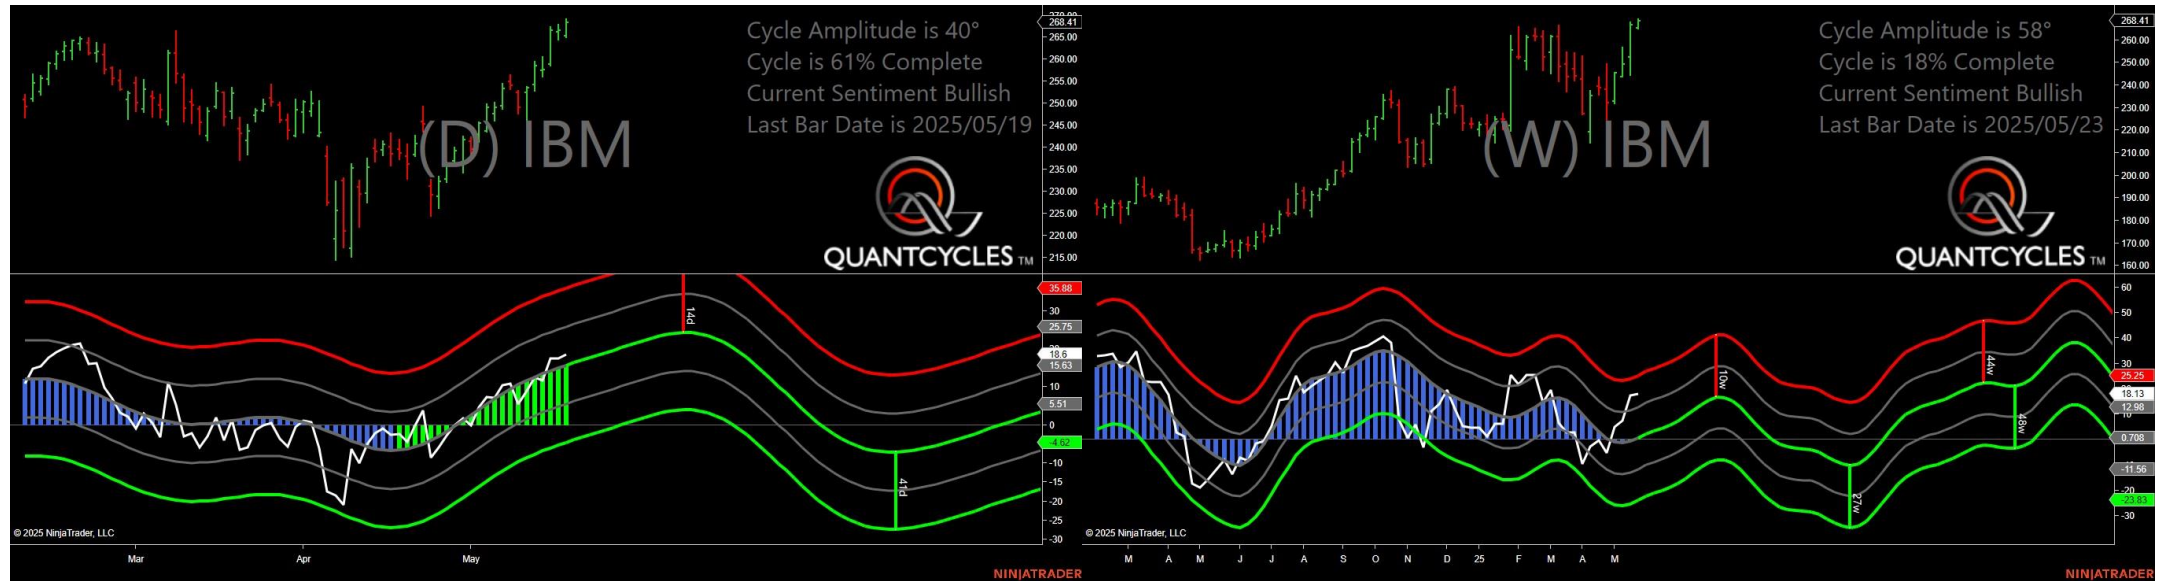 Cycle Amplitude is 40°
Cycle is 61% Complete
Current Sentiment Bullish
Last Bar Date is 2025/05/19
(D) IBM
QUANTCYCLES TM
268.41
265.00
260.00
255.00
250.00
245.00
240.00
235.00
230.00
225.00
220.00
215.00
35.88
30
25.75
18.6
15.63
10
5.51
0
-4.62
-10
-15
-20
-25
-30
14d
41d
© 2025 NinjaTrader, LLC
Mar
Apr
May
NINJATRADER
Cycle Amplitude is 58°
Cycle is 18% Complete
Current Sentiment Bullish
Last Bar Date is 2025/05/23
(W) IBM
QUANTCYCLES TM
268.41
260.00
250.00
240.00
230.00
220.00
210.00
200.00
190.00
180.00
170.00
160.00
60
50
40
30
25.25
18.13
12.98
0.708
-11.56
-23.83
-30
10w
27w
44w
48w
© 2025 NinjaTrader, LLC
M A M J J A S O N D 25 F M A M
NINJATRADER